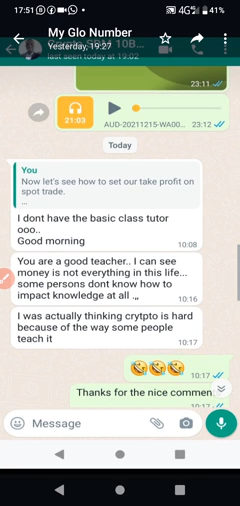 17:51
4G
41%
My Glo Number
Yesterday, 19:27
last seen today at 19:02
23:11
21:03
AUD-20211215-WA00...
23:12
Today
You
Now let's see how to set our take profit on
spot trade.
...
I dont have the basic class tutor
ooo..
Good morning
10:08
You are a good teacher.. I can see
money is not everything in this life...
some persons dont know how to
impact knowledge at all .,,
10:16
I was actually thinking crytpto is hard
because of the way some people
teach it
10:17
🤣🤣🤣
10:17
Thanks for the nice commen
10:17
Message